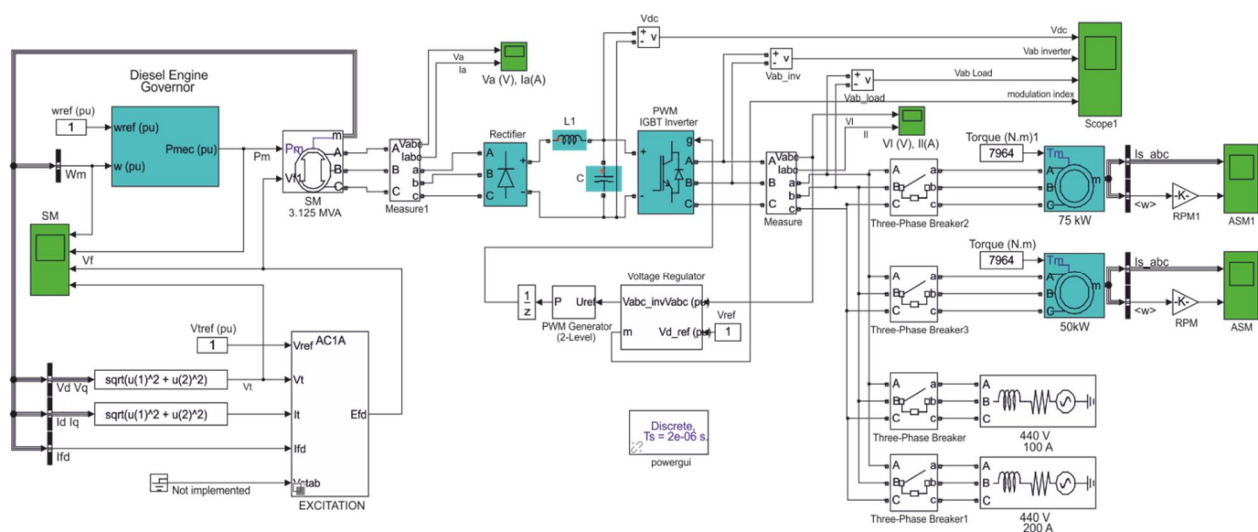 Diesel Engine
Governor
wref (pu)
1
wref (pu)
Pmec (pu)
w (pu)
Wm
Pm
Pm
Vf1
m
A
B
C
SM
3.125 MVA
Va
Ia
Va (V), Ia(A)
A
B
C
Vabc
Iabc
a
b
c
Measure1
Rectifier
A
B
C
+
-
L1
C
PWM
IGBT Inverter
g
+
-
A
B
C
+
-
v
Vdc
Vdc
+
-
v
Vab_inv
Vab inverter
+
-
v
Vab_load
Vab Load
modulation index
Scope1
Vl
Il
Vl (V), Il(A)
A
B
C
Vabc
Iabc
a
b
c
Measure
A
B
C
a
b
c
Three-Phase Breaker2
Torque (N.m)1
7964
Tm
A
B
m
75 kW
Is_abc
<w>
-K-
RPM1
ASM1
A
B
C
a
b
c
Three-Phase Breaker3
Torque (N.m)
7964
Tm
A
B
m
50kW
Is_abc
<w>
-K-
RPM
ASM
SM
Vf
1
z
P
Uref
PWM Generator
(2-Level)
Voltage Regulator
Vabc_inv
Vabc (pu)
m
Vd_ref (pu)
Vref
1
Vtref (pu)
1
Vref
AC1A
Vt
It
Ifd
Efd
EXCITATION
Vd Vq
sqrt(u(1)^2 + u(2)^2)
Vt
Id Iq
sqrt(u(1)^2 + u(2)^2)
Ifd
Not implemented
Discrete,
Ts = 2e-06 s.
powergui
A
B
C
a
b
c
Three-Phase Breaker
A
B
C
440 V
100 A
A
B
C
a
b
c
Three-Phase Breaker1
A
B
C
440 V
200 A